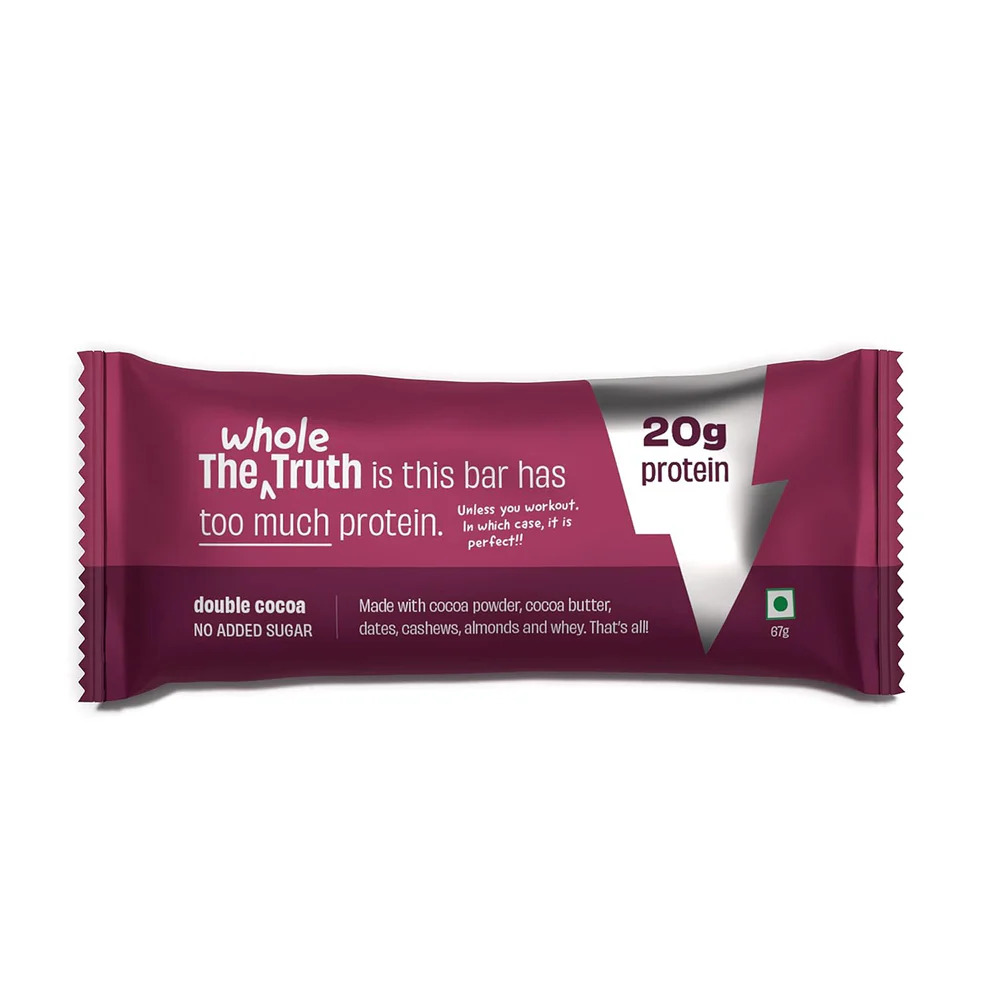 whole
The Truth is this bar has
too much protein.
Unless you workout.
In which case, it is
perfect!!
20g
protein
double cocoa
NO ADDED SUGAR
Made with cocoa powder, cocoa butter,
dates, cashews, almonds and whey. That's all!
67g